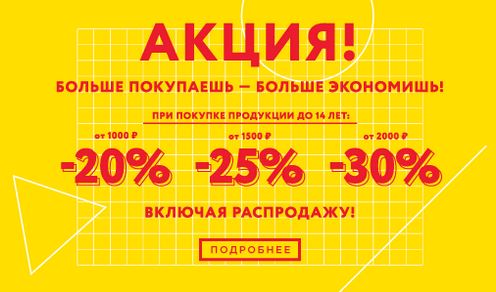 АКЦИЯ!
БОЛЬШЕ ПОКУПАЕШЬ — БОЛЬШЕ ЭКОНОМИШЬ!
ПРИ ПОКУПКЕ ПРОДУКЦИИ ДО 14 ЛЕТ:
от 1000 ₽ от 1500 ₽ от 2000 ₽
-20% -25% -30%
ВКЛЮЧАЯ РАСПРОДАЖУ!
ПОДРОБНЕЕ